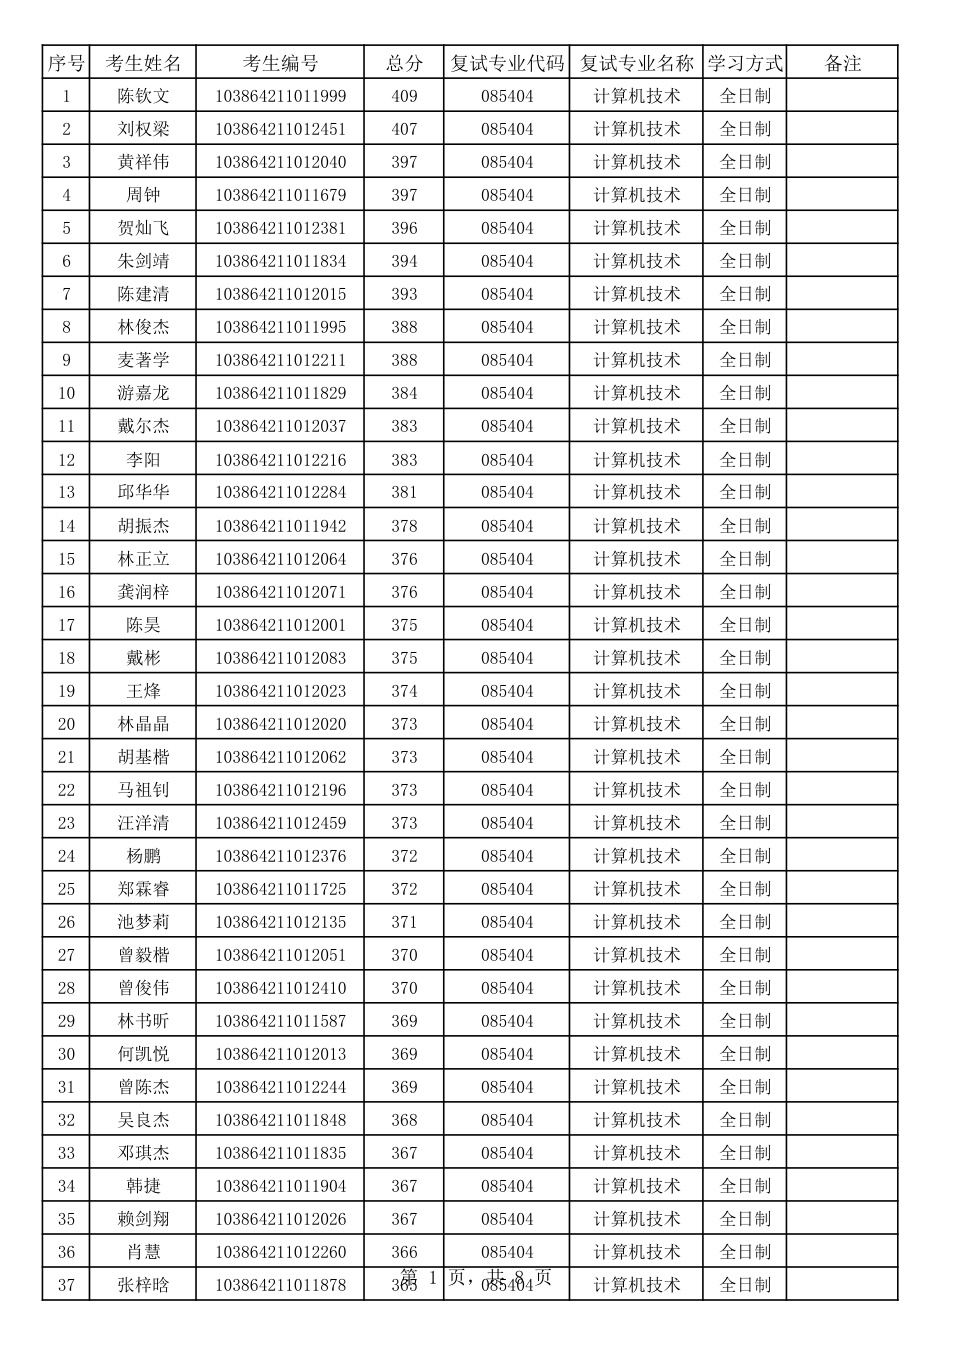 序号 考生姓名 考生编号 总分 复试专业代码 复试专业名称 学习方式 备注
1 陈钦文 103864211011999 409 085404 计算机技术 全日制
2 刘权梁 103864211012451 407 085404 计算机技术 全日制
3 黄祥伟 103864211012040 397 085404 计算机技术 全日制
4 周钟 103864211011679 397 085404 计算机技术 全日制
5 贺灿飞 103864211012381 396 085404 计算机技术 全日制
6 朱剑靖 103864211011834 394 085404 计算机技术 全日制
7 陈建清 103864211012015 393 085404 计算机技术 全日制
8 林俊杰 103864211011995 388 085404 计算机技术 全日制
9 麦著学 103864211012211 388 085404 计算机技术 全日制
10 游嘉龙 103864211011829 384 085404 计算机技术 全日制
11 戴尔杰 103864211012037 383 085404 计算机技术 全日制
12 李阳 103864211012216 383 085404 计算机技术 全日制
13 邱华华 103864211012284 381 085404 计算机技术 全日制
14 胡振杰 103864211011942 378 085404 计算机技术 全日制
15 林正立 103864211012064 376 085404 计算机技术 全日制
16 龚润梓 103864211012071 376 085404 计算机技术 全日制
17 陈昊 103864211012001 375 085404 计算机技术 全日制
18 戴彬 103864211012083 375 085404 计算机技术 全日制
19 王烽 103864211012023 374 085404 计算机技术 全日制
20 林晶晶 103864211012020 373 085404 计算机技术 全日制
21 胡基楷 103864211012062 373 085404 计算机技术 全日制
22 马祖钊 103864211012196 373 085404 计算机技术 全日制
23 汪洋清 103864211012459 373 085404 计算机技术 全日制
24 杨鹏 103864211012376 372 085404 计算机技术 全日制
25 郑霖睿 103864211011725 372 085404 计算机技术 全日制
26 池梦莉 103864211012135 371 085404 计算机技术 全日制
27 曾毅楷 103864211012051 370 085404 计算机技术 全日制
28 曾俊伟 103864211012410 370 085404 计算机技术 全日制
29 林书昕 103864211011587 369 085404 计算机技术 全日制
30 何凯悦 103864211012013 369 085404 计算机技术 全日制
31 曾陈杰 103864211012244 369 085404 计算机技术 全日制
32 吴良杰 103864211011848 368 085404 计算机技术 全日制
33 邓琪杰 103864211011835 367 085404 计算机技术 全日制
34 韩捷 103864211011904 367 085404 计算机技术 全日制
35 赖剑翔 103864211012026 367 085404 计算机技术 全日制
36 肖慧 103864211012260 366 085404 计算机技术 全日制
37 张梓晗 103864211011878 365 085404 计算机技术 全日制
第 1 页，共 8 页